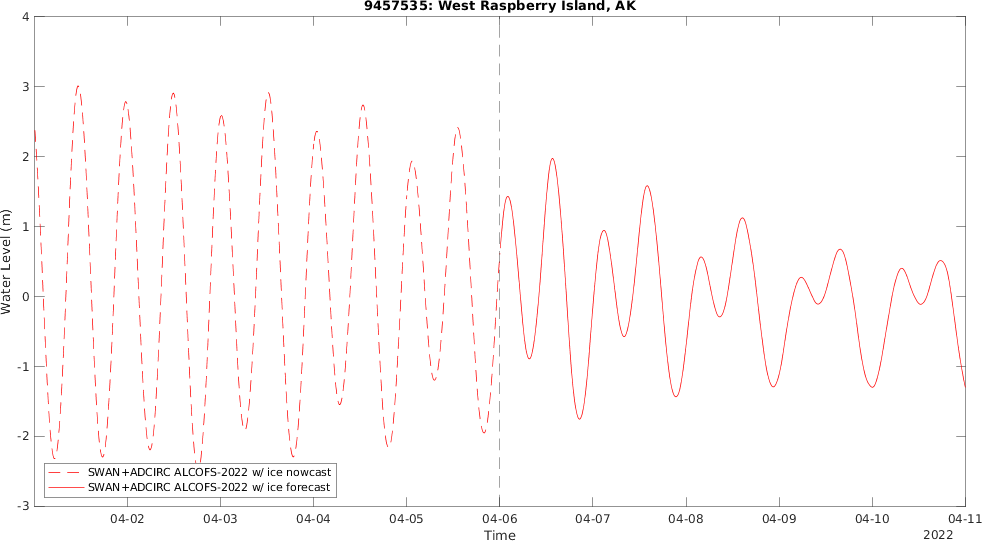 9457535: West Raspberry Island, AK
4
3
2
1
0
-1
-2
-3
Water Level (m)
SWAN+ADCIRC ALCOFS-2022 w/ ice nowcast
SWAN+ADCIRC ALCOFS-2022 w/ ice forecast
04-02 04-03 04-04 04-05 04-06 04-07 04-08 04-09 04-10 04-11
Time
2022